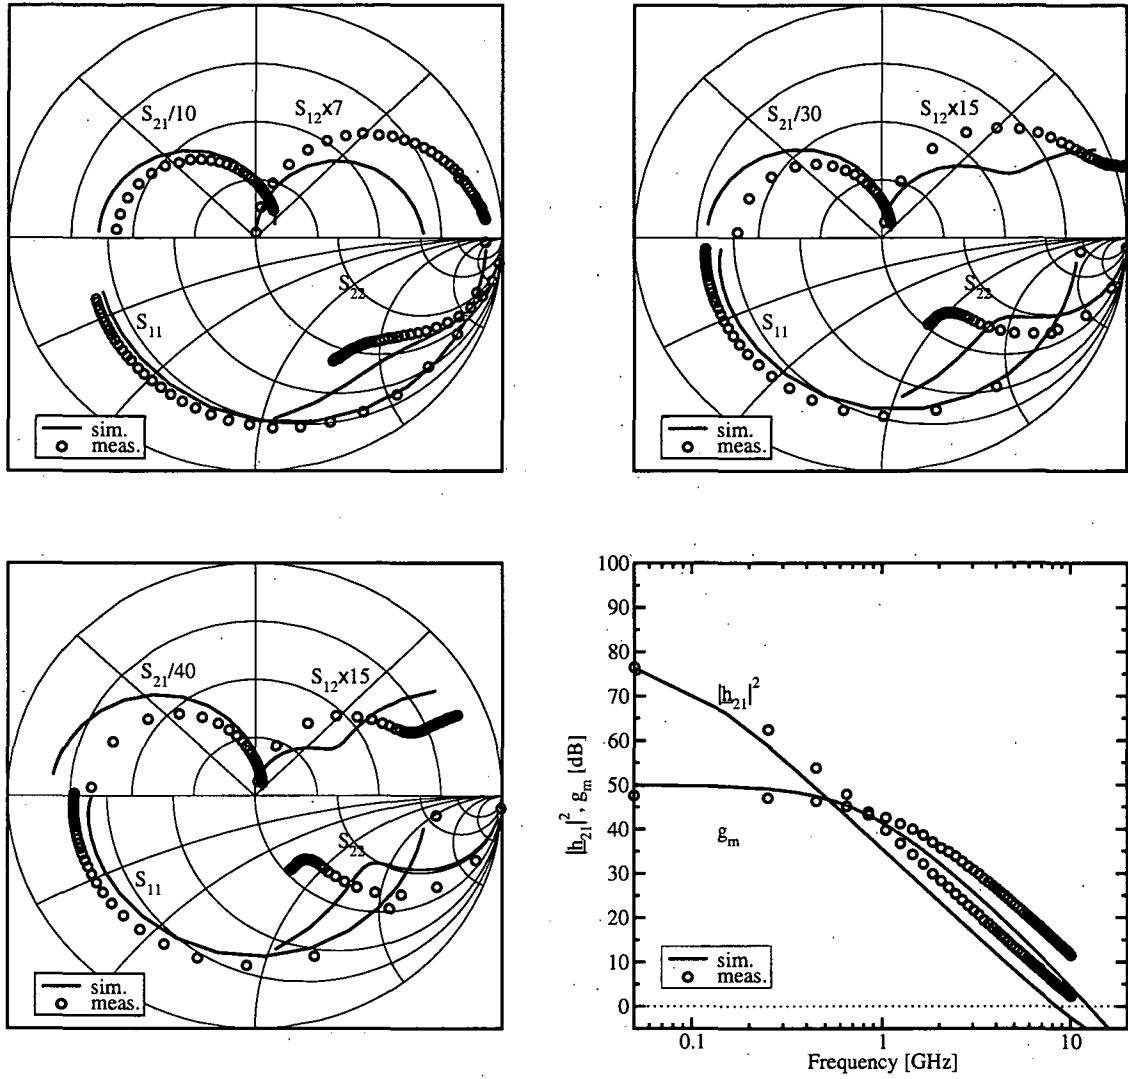 S21/10
S12x7
S22
S11
sim.
meas.
S21/30
S12x15
S22
S11
sim.
meas.
S21/40
S12x15
S22
S11
sim.
meas.
100
90
80
70
60
50
40
30
20
10
0
|h21|², gm [dB]
|h21|²
gm
sim.
meas.
0.1
1
10
Frequency [GHz]